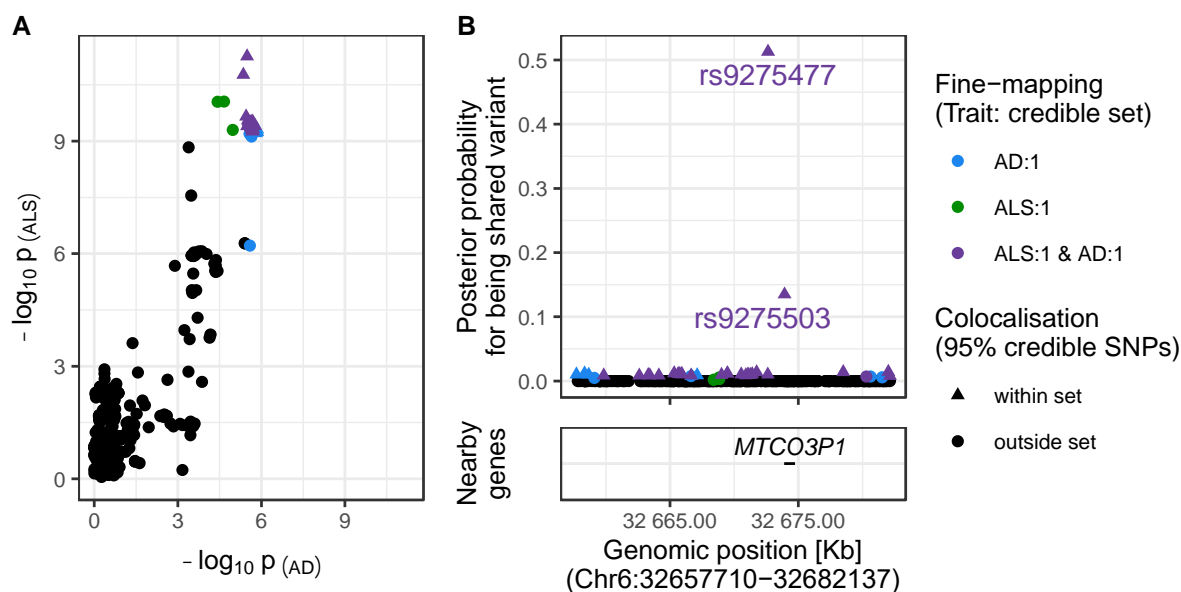 A
− log10 p (ALS)
9
6
3
0
0 3 6 9
− log10 p (AD)
B
Posterior probability
for being shared variant
0.5
0.4
0.3
0.2
0.1
0.0
rs9275477
rs9275503
Nearby
genes
MTCO3P1
32 665.00 32 675.00
Genomic position [Kb]
(Chr6:32657710−32682137)
Fine−mapping
(Trait: credible set)
AD:1
ALS:1
ALS:1 & AD:1
Colocalisation
(95% credible SNPs)
within set
outside set